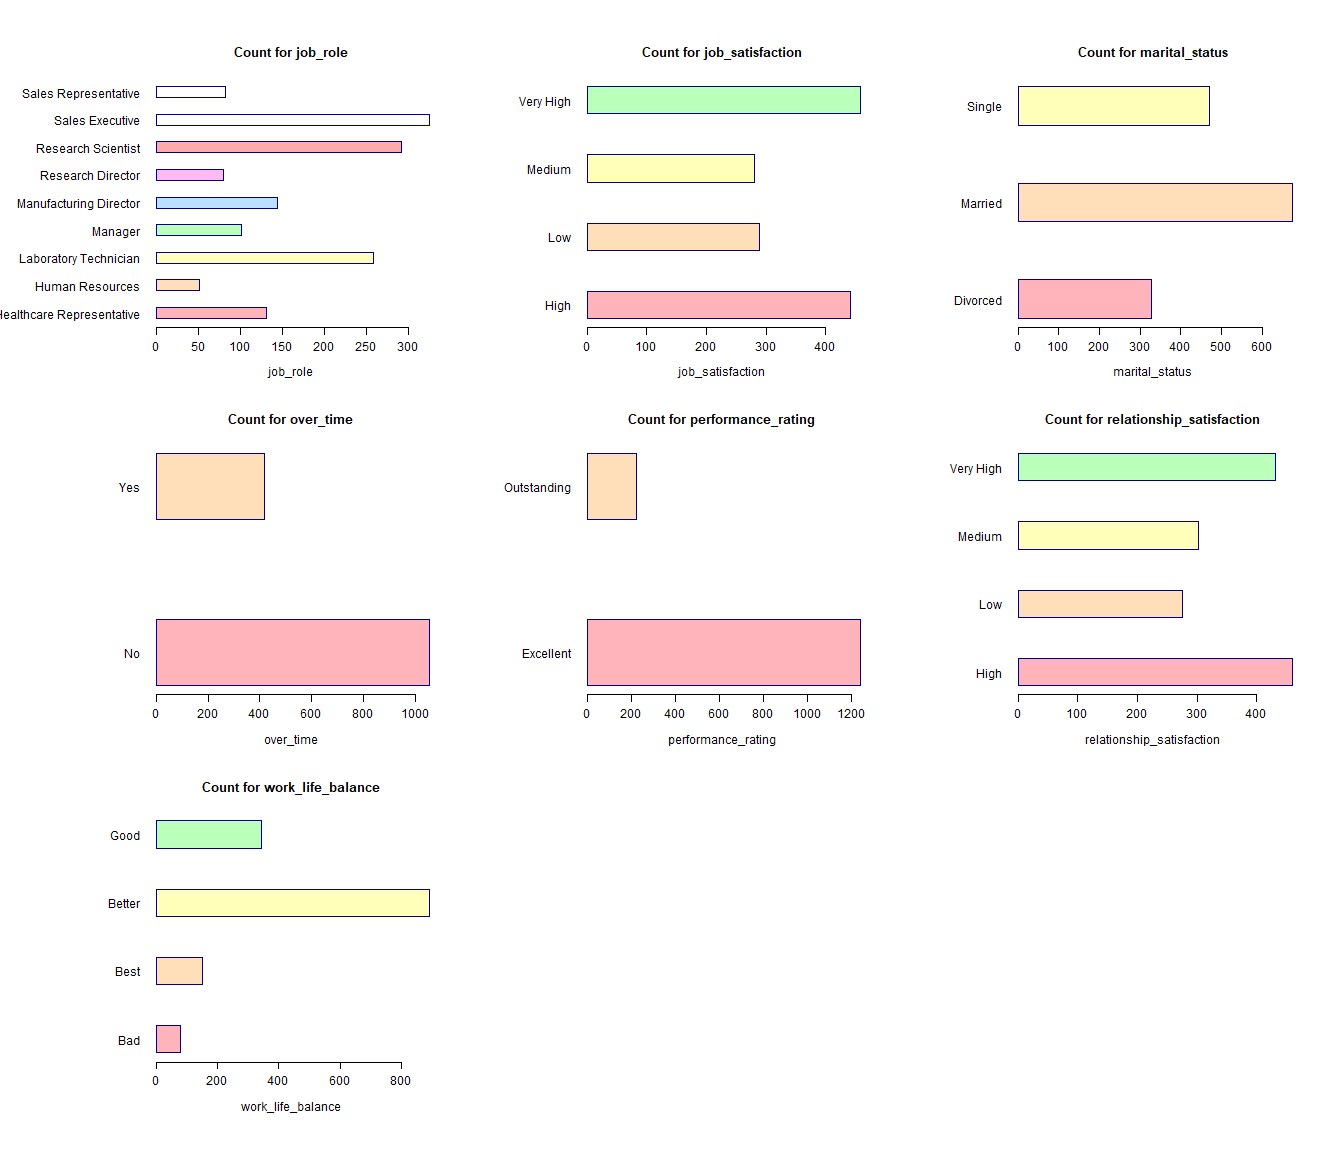 Count for job_role
Sales Representative
Sales Executive
Research Scientist
Research Director
Manufacturing Director
Manager
Laboratory Technician
Human Resources
ealthcare Representative
0 50 100 150 200 250 300
job_role
Count for job_satisfaction
Very High
Medium
Low
High
0 100 200 300 400
job_satisfaction
Count for marital_status
Single
Married
Divorced
0 100 200 300 400 500 600
marital_status
Count for over_time
Yes
No
0 200 400 600 800 1000
over_time
Count for performance_rating
Outstanding
Excellent
0 200 400 600 800 1000 1200
performance_rating
Count for relationship_satisfaction
Very High
Medium
Low
High
0 100 200 300 400
relationship_satisfaction
Count for work_life_balance
Good
Better
Best
Bad
0 200 400 600 800
work_life_balance